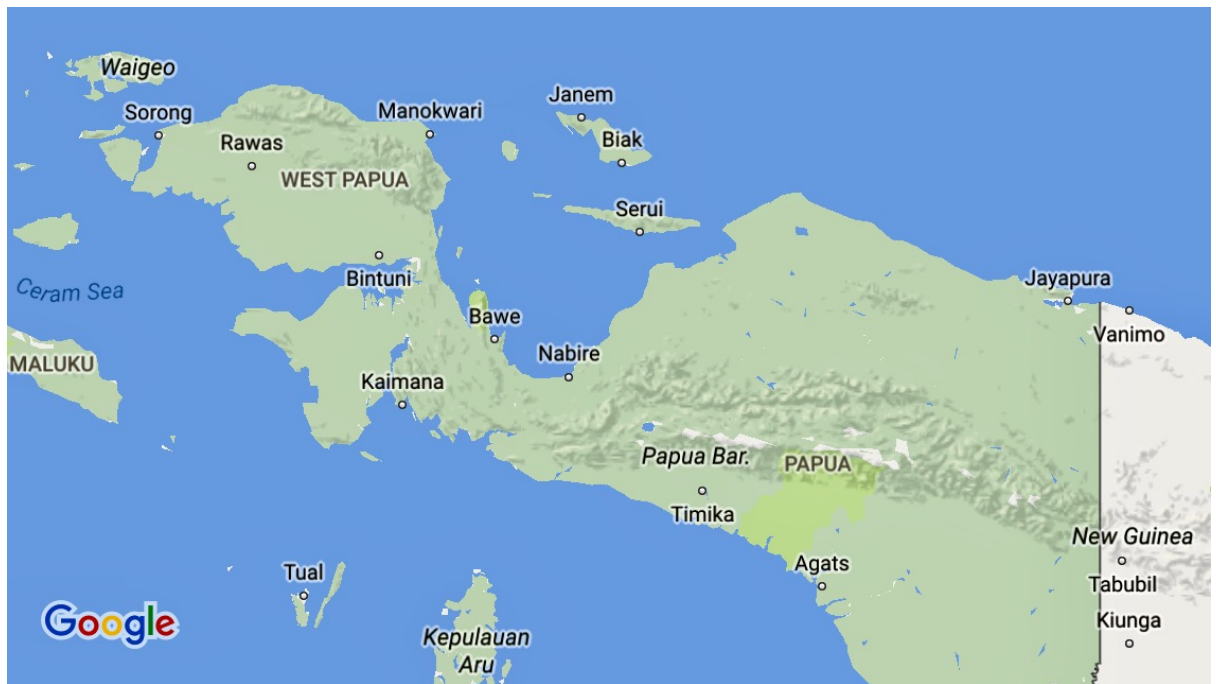 Waigeo
Sorong
Rawas
Manokwari
Janem
Biak
WEST PAPUA
Serui
Bintuni
Ceram Sea
Bawe
Jayapura
Vanimo
MALUKU
Kaimana
Nabire
Papua Bar.
PAPUA
Timika
New Guinea
Tabubil
Agats
Tual
Kiunga
Google
Kepulauan
Aru